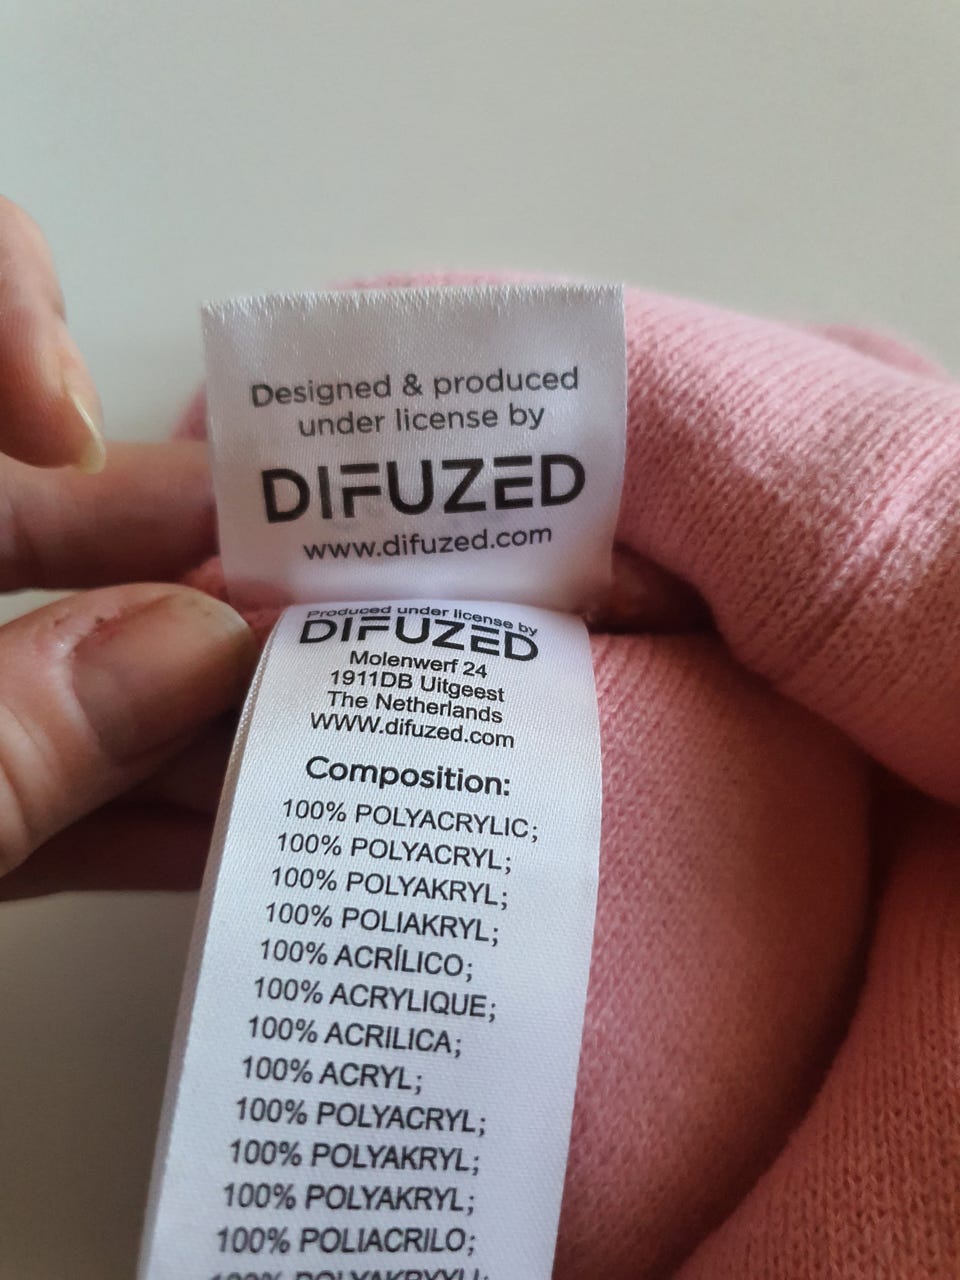 Designed & produced
under license by
DIFUZED
www.difuzed.com
Produced under license by
DIFUZED
Molenwerf 24
1911DB Uitgeest
The Netherlands
WWW.difuzed.com
Composition:
100% POLYACRYLIC;
100% POLYACRYL;
100% POLYAKRYL;
100% POLIAKRYL;
100% ACRÍLICO;
100% ACRYLIQUE;
100% ACRILICA;
100% ACRYL;
100% POLYACRYL;
100% POLYAKRYL;
100% POLYAKRYL;
100% POLIACRILO;